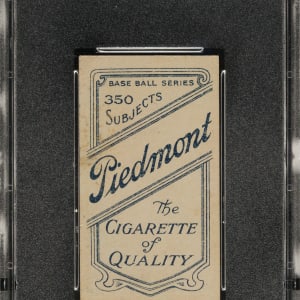 BASE BALL SERIES
350
SUBJECTS
Piedmont
The
CIGARETTE
of
QUALITY